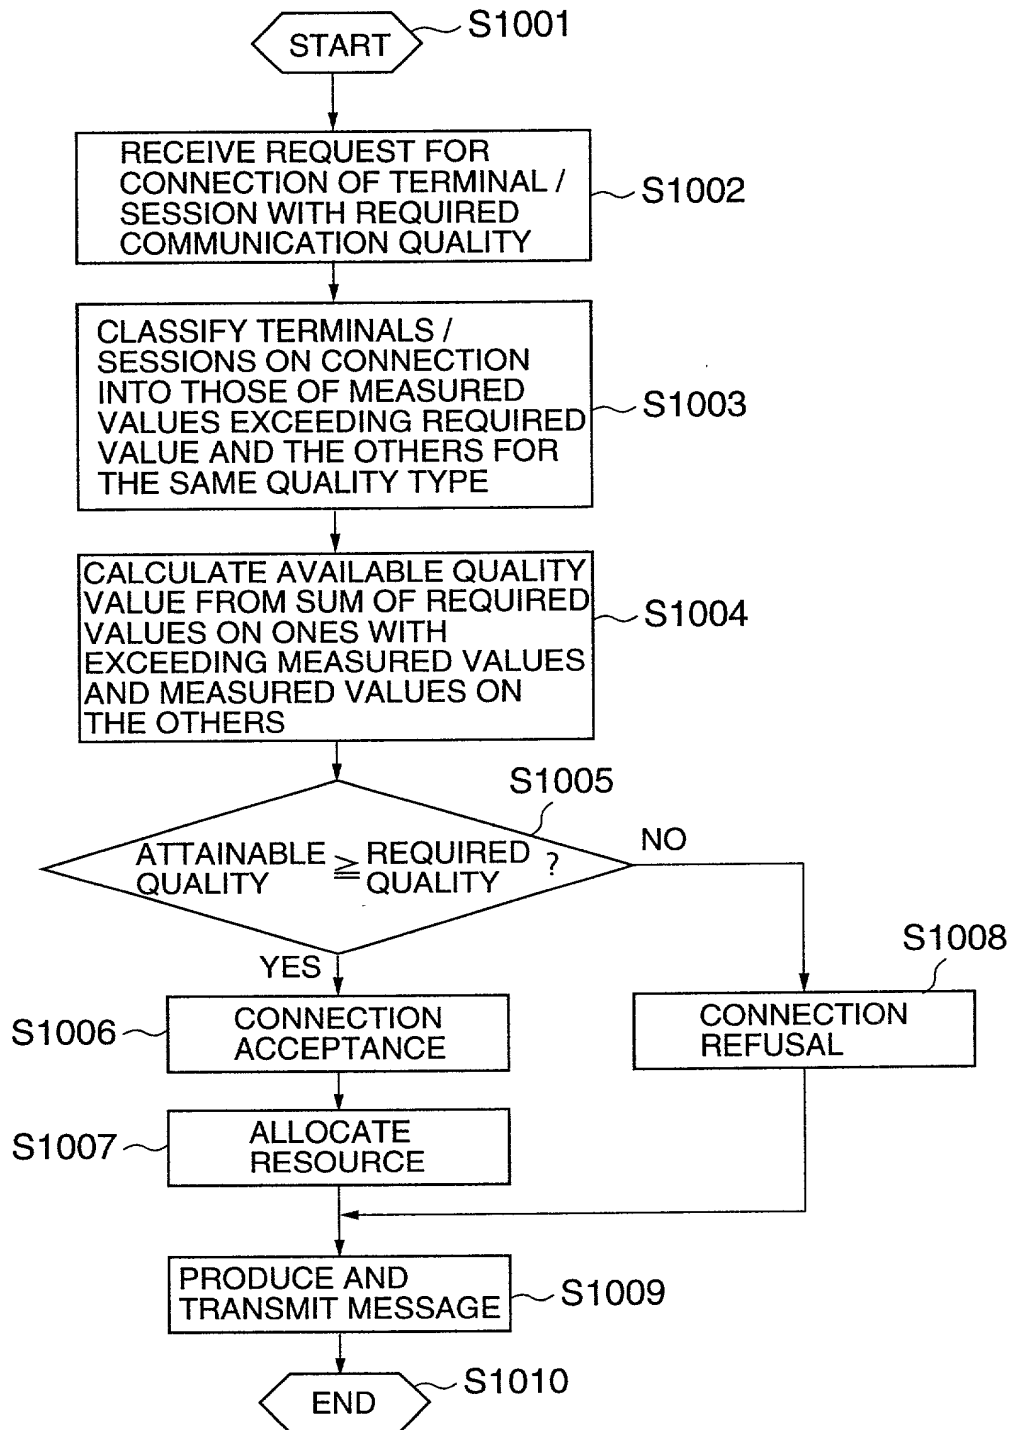 START
S1001
RECEIVE REQUEST FOR
CONNECTION OF TERMINAL /
SESSION WITH REQUIRED
COMMUNICATION QUALITY
S1002
CLASSIFY TERMINALS /
SESSIONS ON CONNECTION
INTO THOSE OF MEASURED
VALUES EXCEEDING REQUIRED
VALUE AND THE OTHERS FOR
THE SAME QUALITY TYPE
S1003
CALCULATE AVAILABLE QUALITY
VALUE FROM SUM OF REQUIRED
VALUES ON ONES WITH
EXCEEDING MEASURED VALUES
AND MEASURED VALUES ON
THE OTHERS
S1004
S1005
ATTAINABLE
QUALITY
≧
REQUIRED
QUALITY
?
NO
YES
S1006
CONNECTION
ACCEPTANCE
S1008
CONNECTION
REFUSAL
S1007
ALLOCATE
RESOURCE
PRODUCE AND
TRANSMIT MESSAGE
S1009
END
S1010